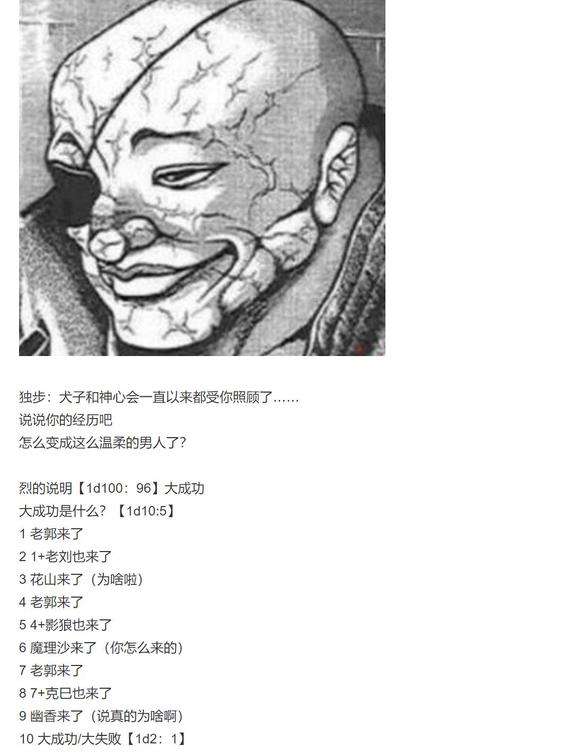 独步：犬子和神心会一直以来都受你照顾了……
说说你的经历吧
怎么变成这么温柔的男人了？
烈的说明【1d100：96】大成功
大成功是什么？【1d10:5】
1 老郭来了
2 1+老刘也来了
3 花山来了（为啥啦）
4 老郭来了
5 4+影狼也来了
6 魔理沙来了（你怎么来的）
7 老郭来了
8 7+克巳也来了
9 幽香来了（说真的为啥啊）
10 大成功/大失败【1d2：1】